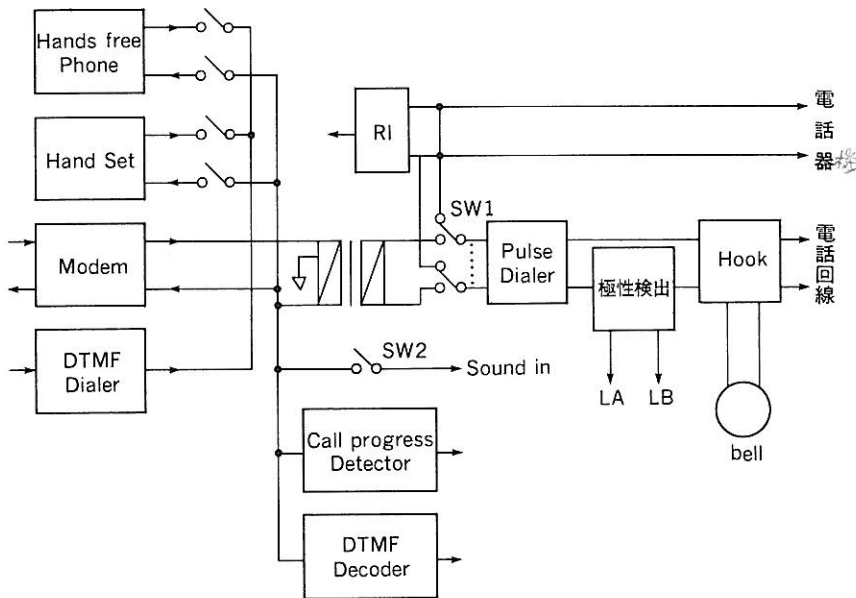 Hands free
Phone
Hand Set
Modem
DTMF
Dialer
RI
SW1
Pulse
Dialer
極性検出
Hook
電話器機
電話回線
LA
LB
bell
SW2
Sound in
Call progress
Detector
DTMF
Decoder